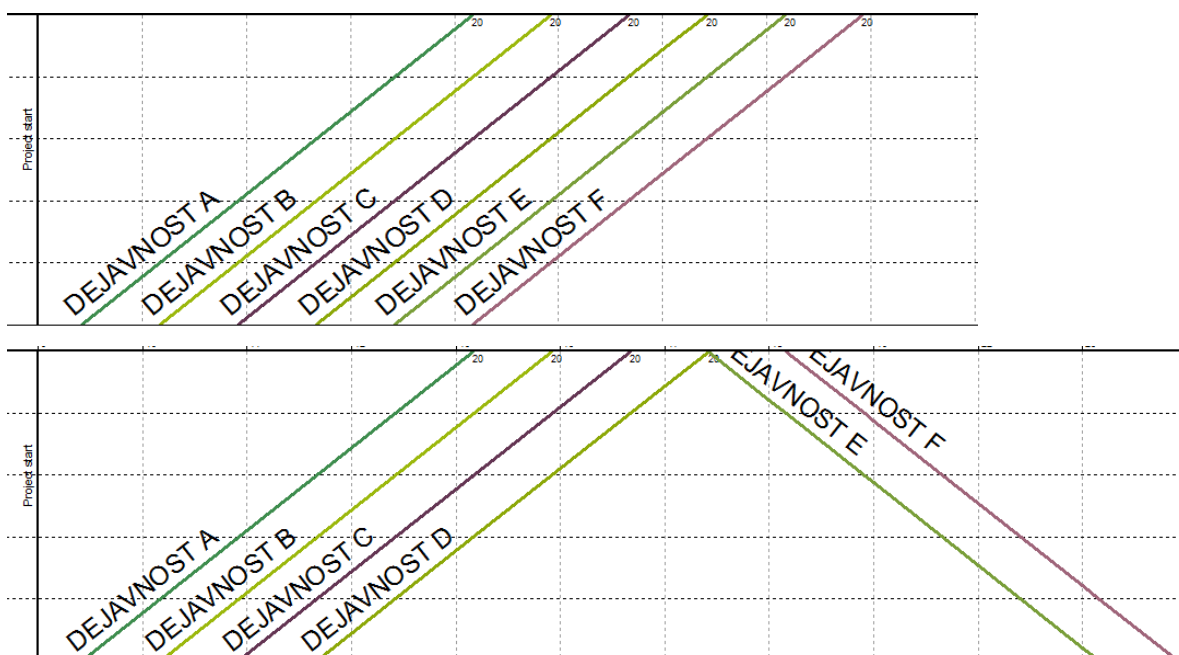 20 20 20 20 20 20
Project start
DEJAVNOST A
DEJAVNOST B
DEJAVNOST C
DEJAVNOST D
DEJAVNOST E
DEJAVNOST F
20 20 20 20
EJAVNOST E
EJAVNOST F
Project start
DEJAVNOST A
DEJAVNOST B
DEJAVNOST C
DEJAVNOST D